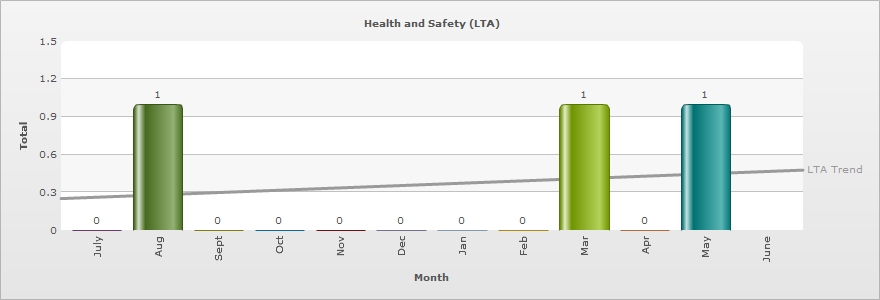 Health and Safety (LTA)
Total
1.5
1.2
0.9
0.6
0.3
0
0
1
0
0
0
0
0
0
1
0
1
LTA Trend
July
Aug
Sept
Oct
Nov
Dec
Jan
Feb
Mar
Apr
May
June
Month